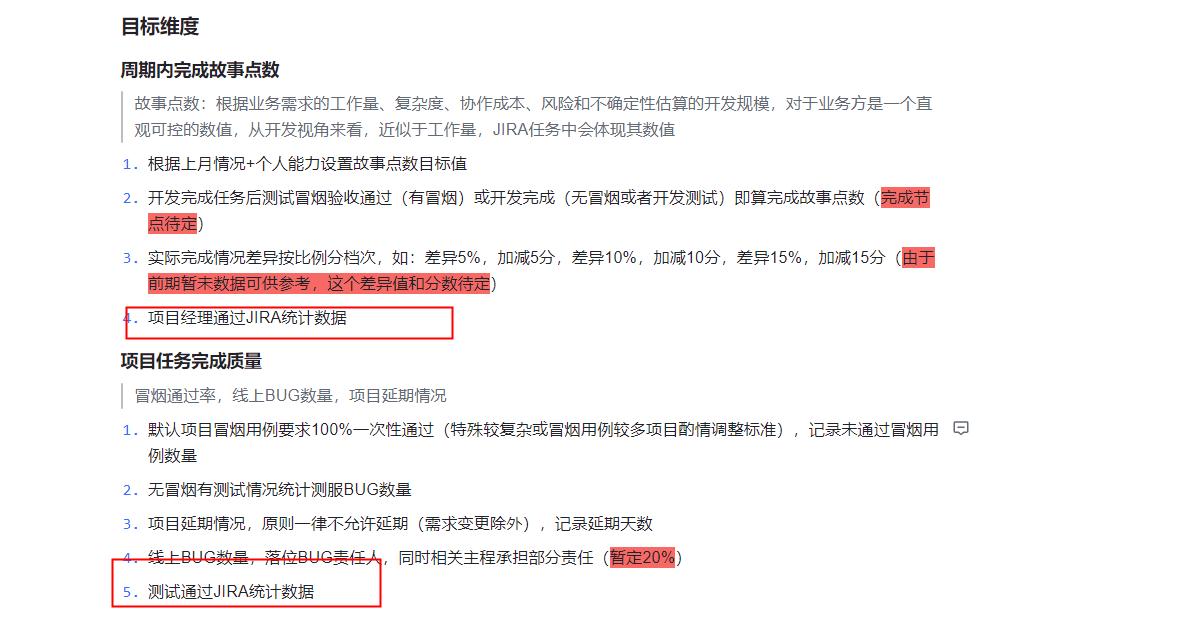 目标维度
周期内完成故事点数
故事点数：根据业务需求的工作量、复杂度、协作成本、风险和不确定性估算的开发规模，对于业务方是一个直
观可控的数值，从开发视角来看，近似于工作量，JIRA任务中会体现其数值
1. 根据上月情况+个人能力设置故事点数目标值
2. 开发完成任务后测试冒烟验收通过（有冒烟）或开发完成（无冒烟或者开发测试）即算完成故事点数（完成节
点待定）
3. 实际完成情况差异按比例分档次，如：差异5%，加减5分，差异10%，加减10分，差异15%，加减15分（由于
前期暂未数据可供参考，这个差异值和分数待定）
4. 项目经理通过JIRA统计数据
项目任务完成质量
冒烟通过率，线上BUG数量，项目延期情况
1. 默认项目冒烟用例要求100%一次性通过（特殊较复杂或冒烟用例较多项目酌情调整标准），记录未通过冒烟用
例数量
2. 无冒烟有测试情况统计测服BUG数量
3. 项目延期情况，原则一律不允许延期（需求变更除外），记录延期天数
4. 线上BUG数量，落位BUG责任人，同时相关主程承担部分责任（暂定20%）
5. 测试通过JIRA统计数据